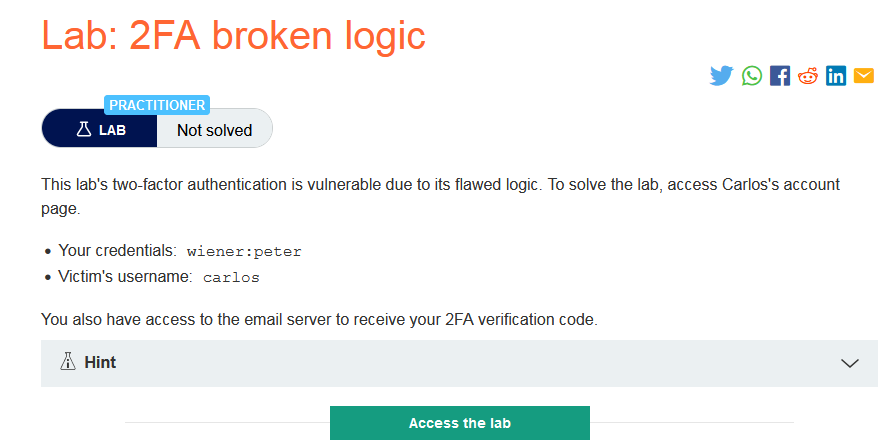 Lab: 2FA broken logic
PRACTITIONER
LAB
Not solved
This lab's two-factor authentication is vulnerable due to its flawed logic. To solve the lab, access Carlos's account
page.
• Your credentials: wiener:peter
• Victim's username: carlos
You also have access to the email server to receive your 2FA verification code.
Hint
Access the lab